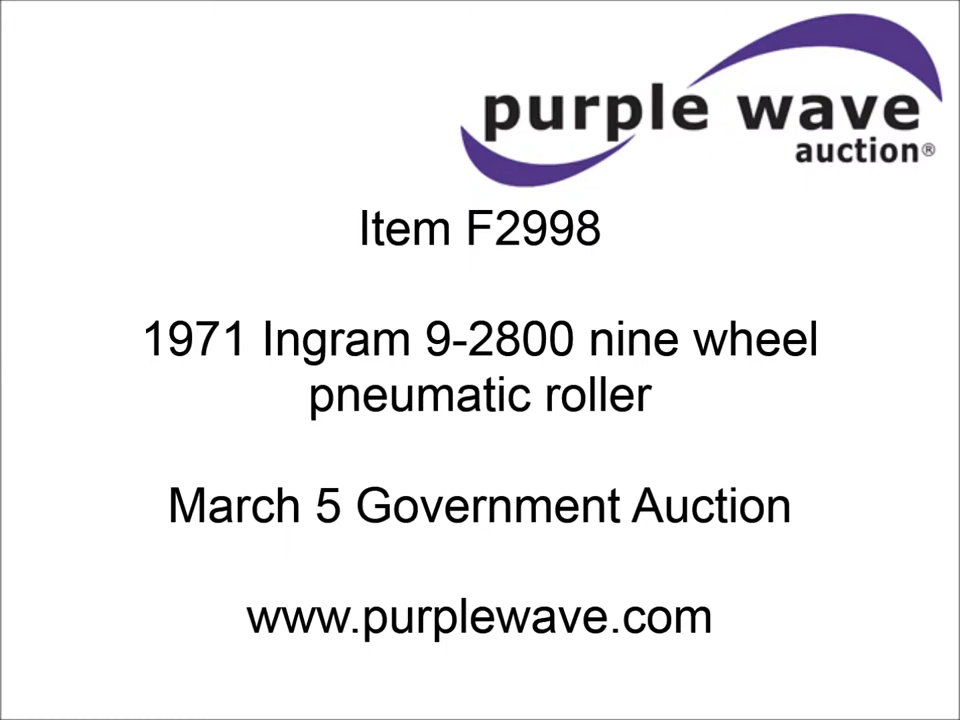 purple wave
auction®
Item F2998
1971 Ingram 9-2800 nine wheel
pneumatic roller
March 5 Government Auction
www.purplewave.com